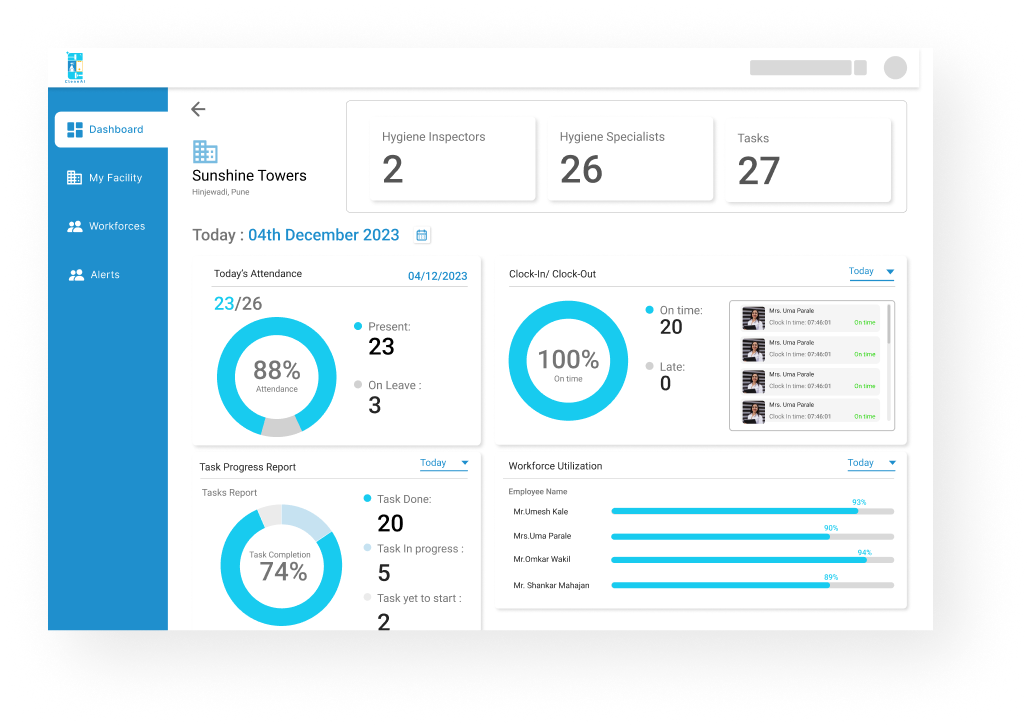 CleanAI
Dashboard
My Facility
Workforces
Alerts
Sunshine Towers
Hinjewadi, Pune
Hygiene Inspectors
2
Hygiene Specialists
26
Tasks
27
Today : 04th December 2023
Today's Attendance
04/12/2023
23/26
88%
Attendance
Present:
23
On Leave :
3
Clock-In/ Clock-Out
Today
100%
On time
On time:
20
Late:
0
Mrs. Uma Parale
Clock In time: 07:46:01
On time
Mrs. Uma Parale
Clock In time: 07:46:01
On time
Mrs. Uma Parale
Clock In time: 07:46:01
On time
Mrs. Uma Parale
Clock In time: 07:46:01
On time
Task Progress Report
Today
Tasks Report
Task Completion
74%
Task Done:
20
Task In progress :
5
Task yet to start :
2
Workforce Utilization
Today
Employee Name
Mr.Umesh Kale
93%
Mrs.Uma Parale
90%
Mr.Omkar Wakil
94%
Mr. Shankar Mahajan
89%